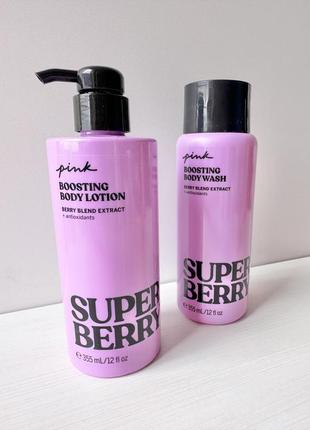 pink
BOOSTING
BODY LOTION
BERRY BLEND EXTRACT
+ antioxidants
SUPER
BERRY
℮ 355 mL/12 fl oz
pink
BOOSTING
BODY WASH
BERRY BLEND EXTRACT
+ antioxidants
SUPER
BERRY
℮ 355 mL/12 fl oz